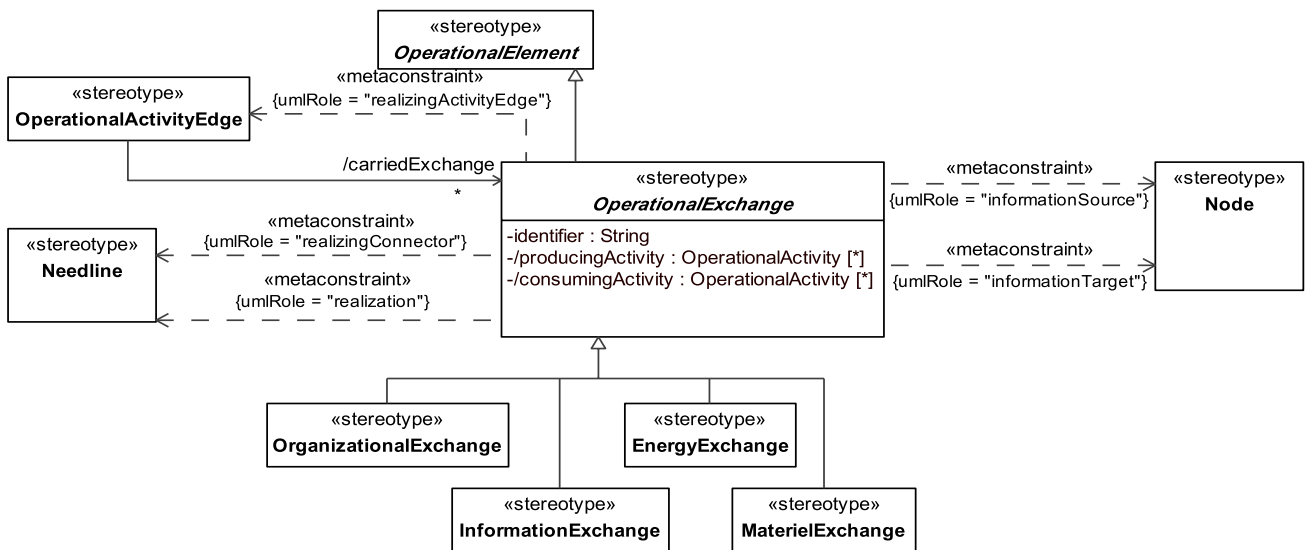 «stereotype»
OperationalElement
«metaconstraint»
{umlRole = "realizingActivityEdge"}
«stereotype»
OperationalActivityEdge
/carriedExchange
*
«stereotype»
OperationalExchange
-identifier : String
-/producingActivity : OperationalActivity [*]
-/consumingActivity : OperationalActivity [*]
«metaconstraint»
{umlRole = "informationSource"}
«metaconstraint»
{umlRole = "informationTarget"}
«stereotype»
Node
«metaconstraint»
{umlRole = "realizingConnector"}
«metaconstraint»
{umlRole = "realization"}
«stereotype»
Needline
«stereotype»
OrganizationalExchange
«stereotype»
EnergyExchange
«stereotype»
InformationExchange
«stereotype»
MaterielExchange